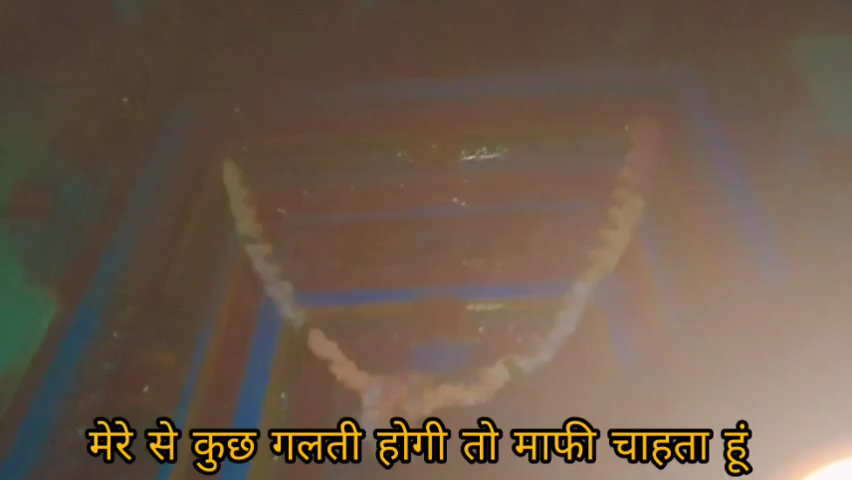 मेरे से कुछ गलती होगी तो माफी चाहता हूं